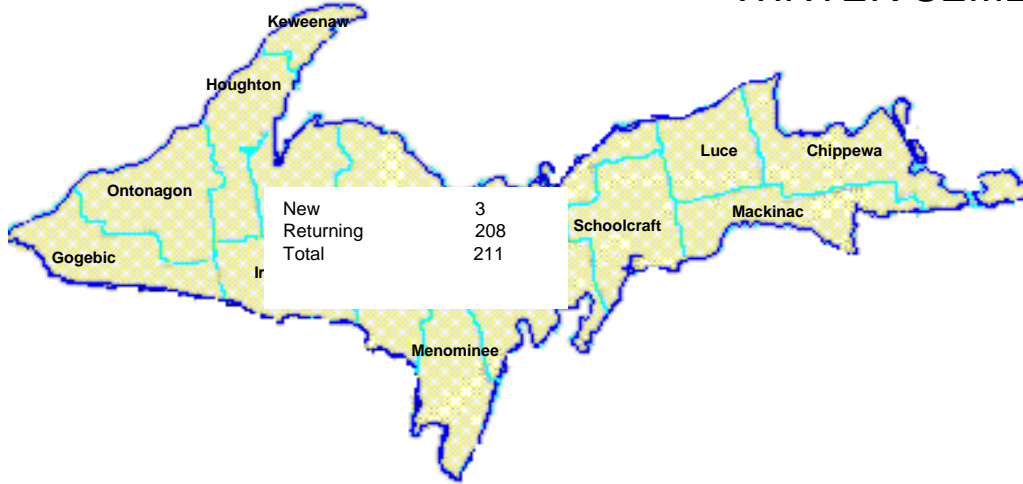 Keweenaw
Houghton
Luce
Chippewa
Ontonagon
Mackinac
New 3
Returning 208
Total 211
Schoolcraft
Gogebic
Menominee